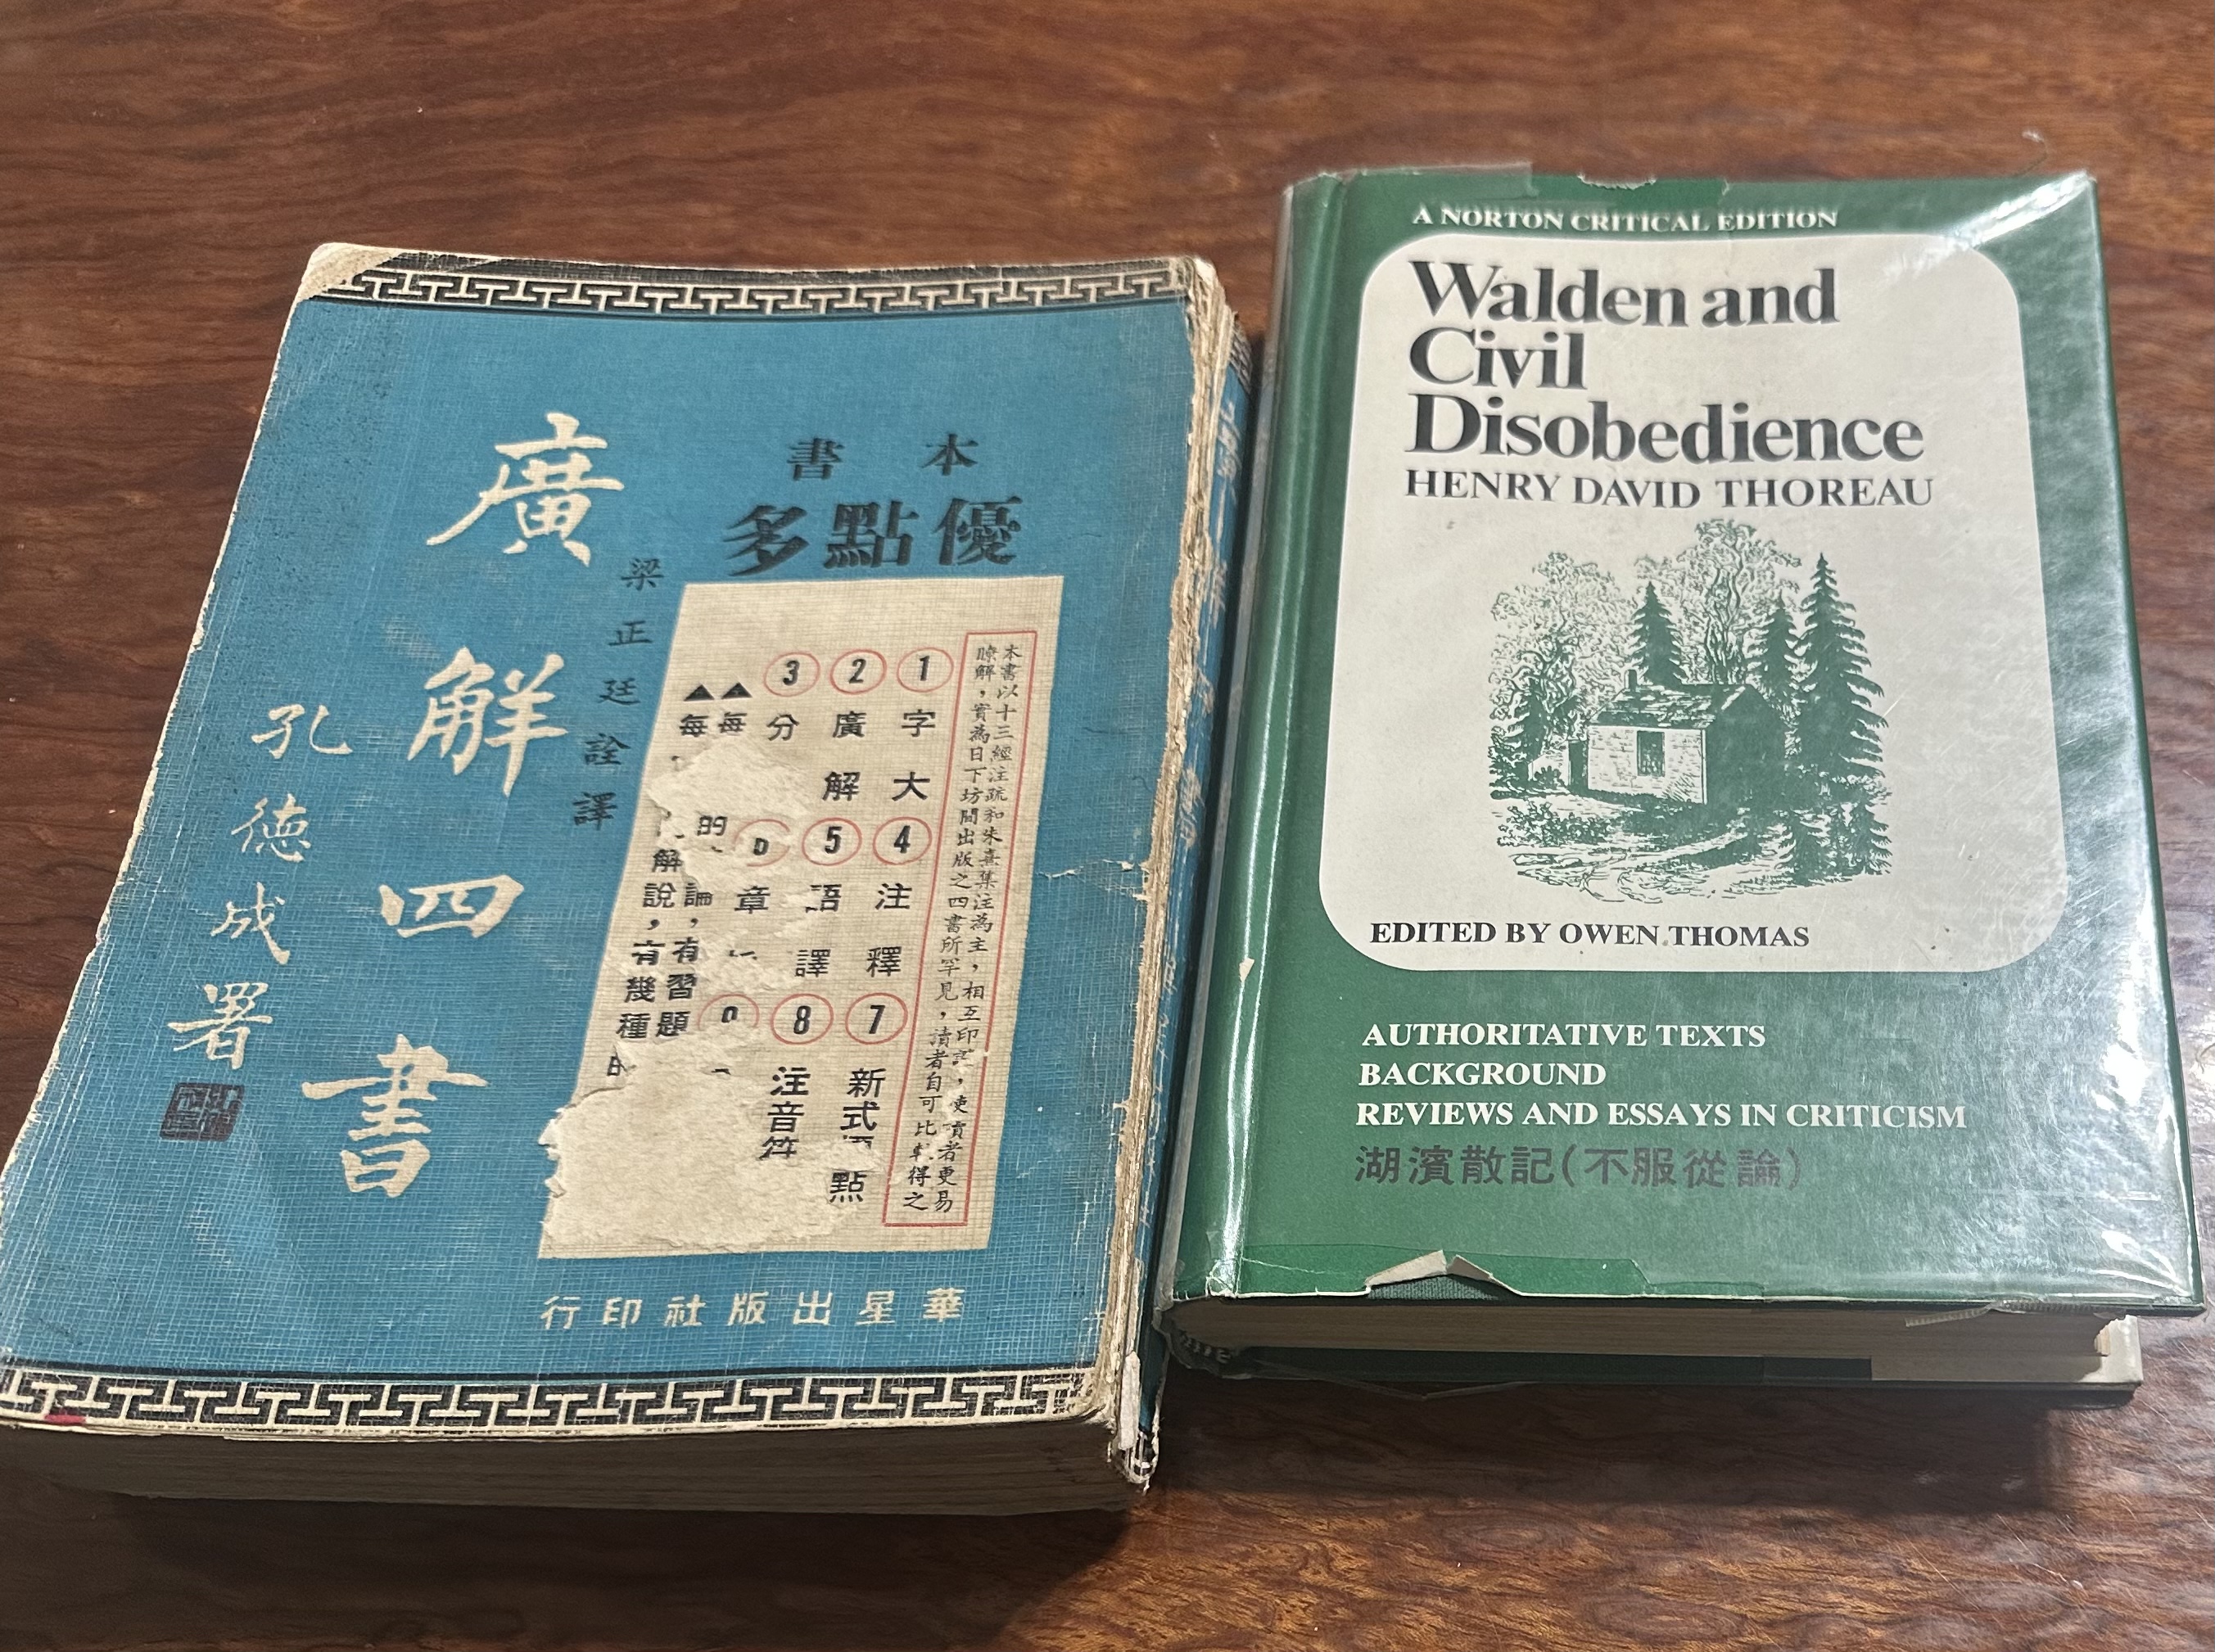 廣解四書
孔德成署
梁正廷詮譯
本書
優點多
本書以十三經注疏和朱熹集注為主，相互印証，使讀者更易
瞭解，實為日下坊間出版之四書所罕見，讀者自可比較得之
1 字大
2 廣解
3 分
4 注釋
5 語譯
章
7 新式 點
8 注音符
▲每 的 論，有習題
▲每 解說，有幾種的
華星出版社印行
A NORTON CRITICAL EDITION
Walden and
Civil
Disobedience
HENRY DAVID THOREAU
EDITED BY OWEN THOMAS
AUTHORITATIVE TEXTS
BACKGROUND
REVIEWS AND ESSAYS IN CRITICISM
湖濱散記(不服從論)